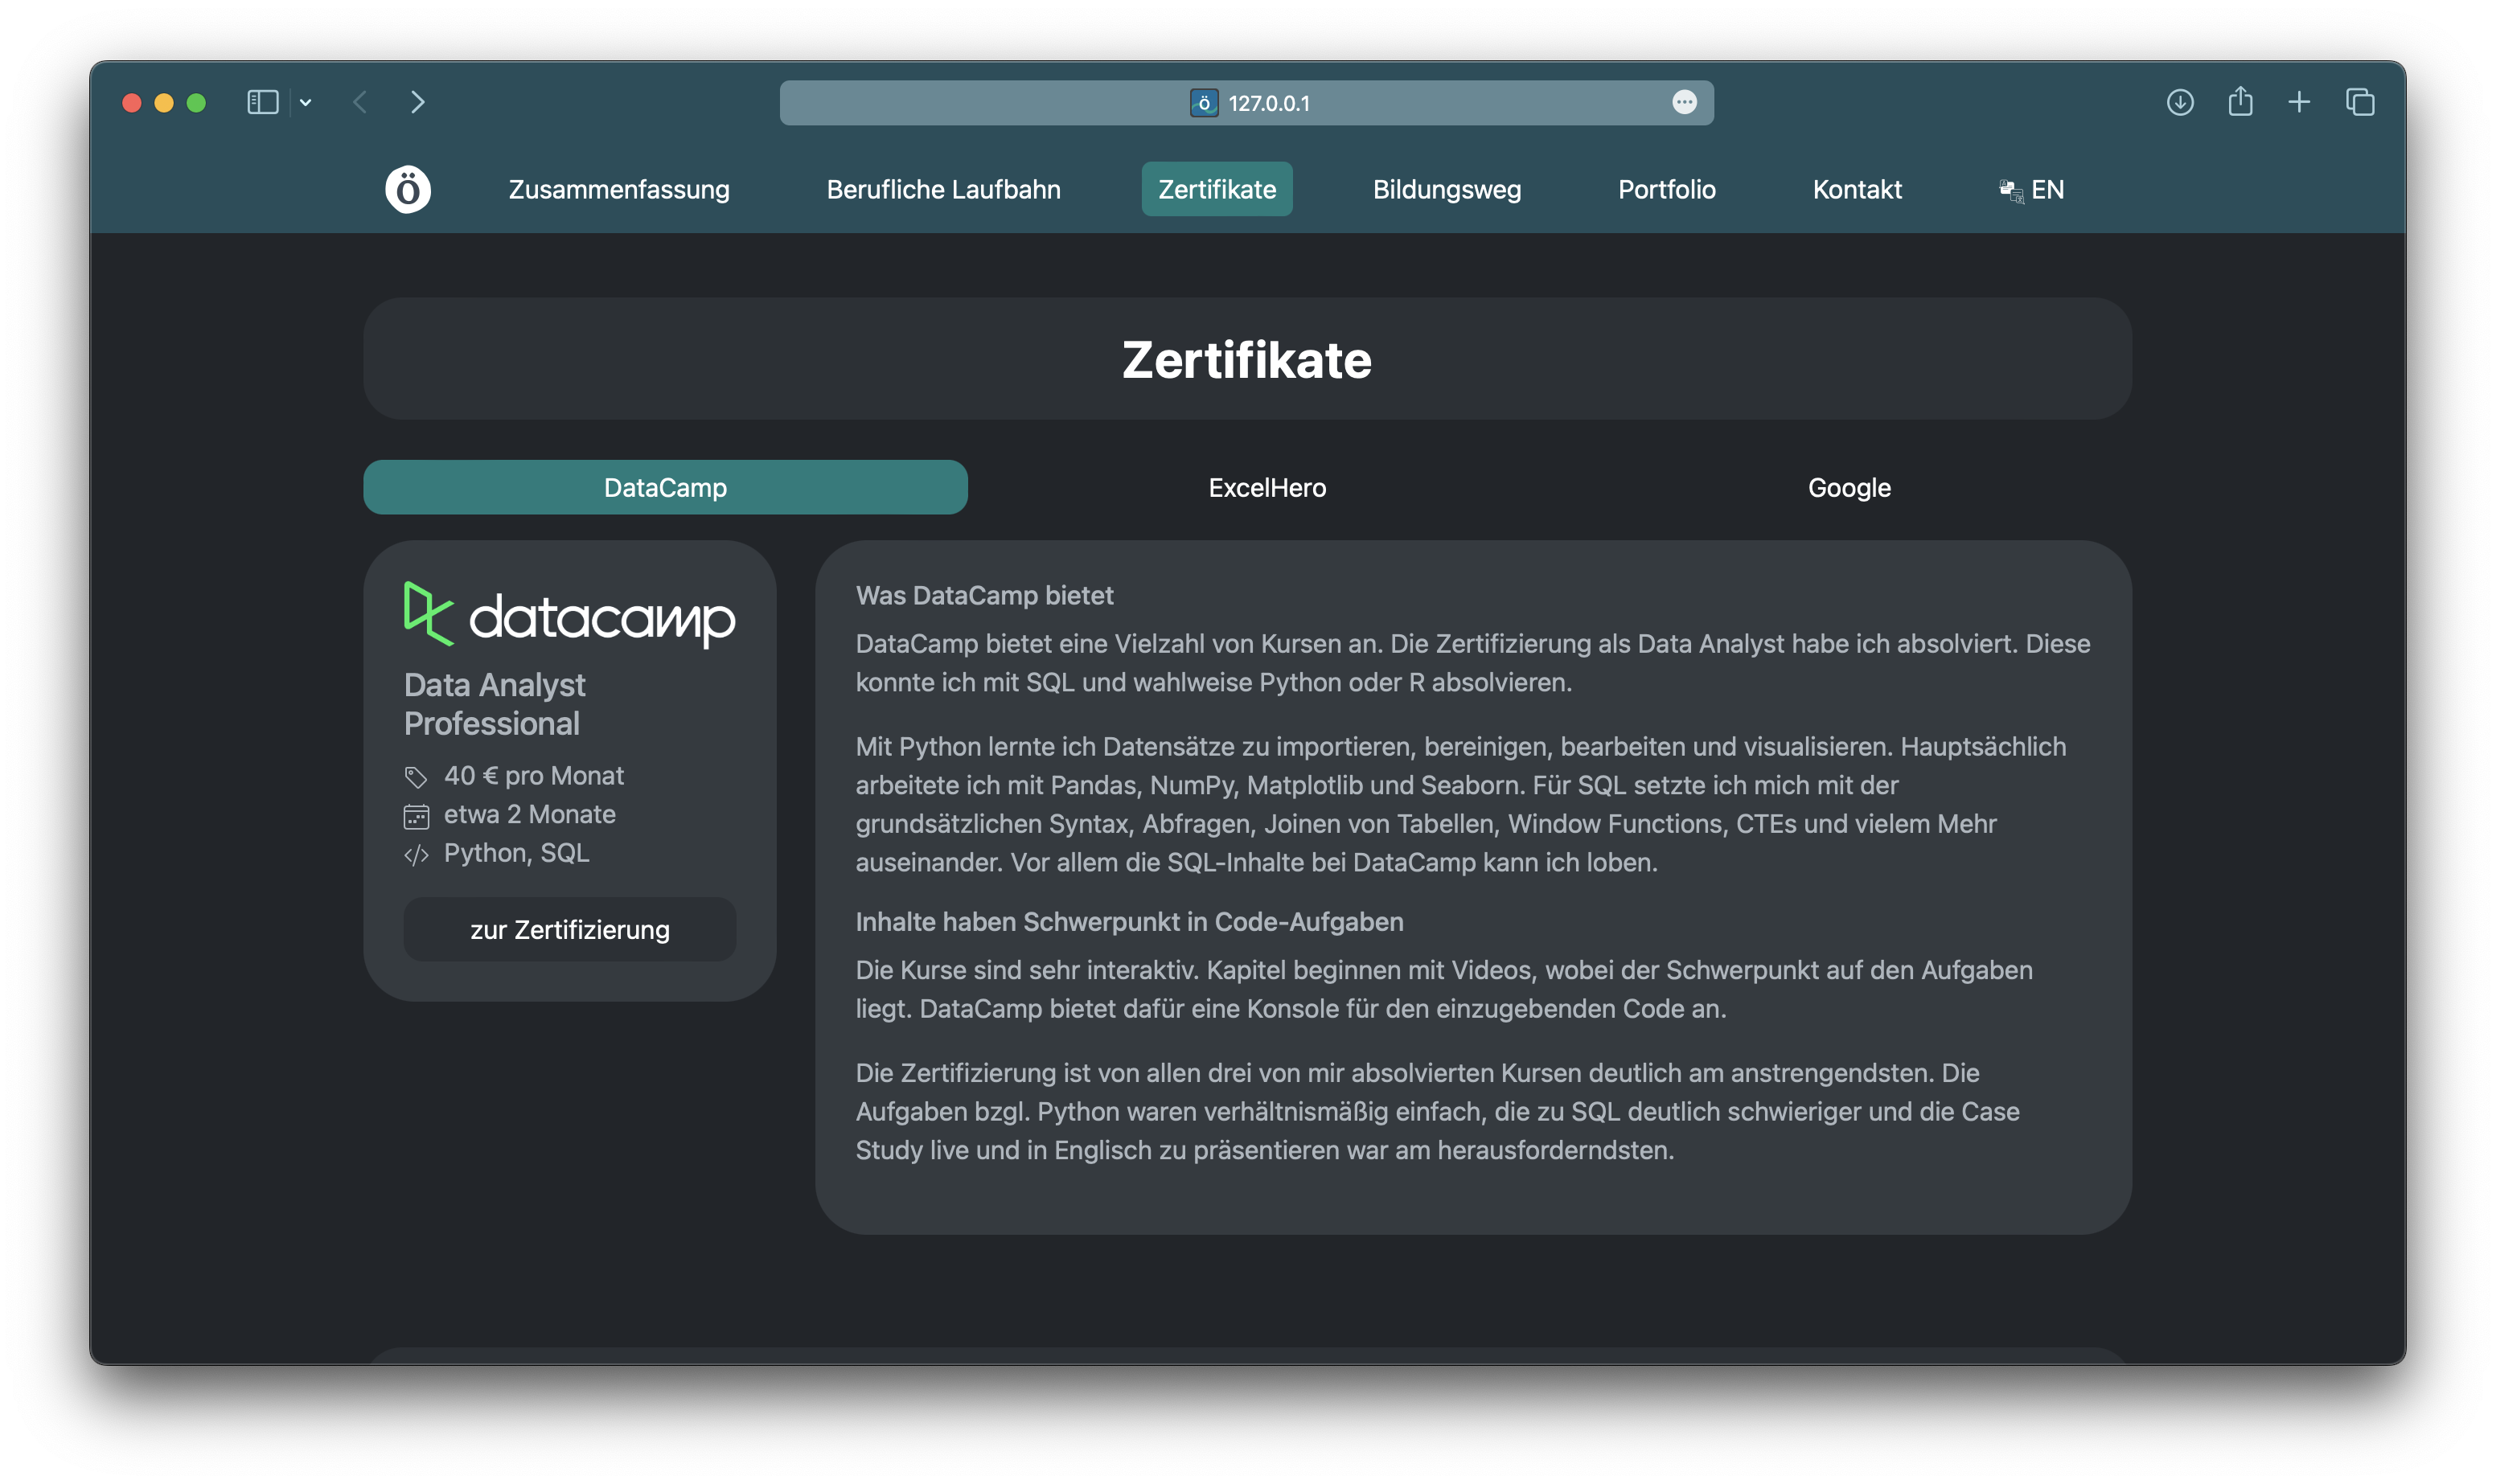 127.0.0.1
Ö Zusammenfassung Berufliche Laufbahn Zertifikate Bildungsweg Portfolio Kontakt EN
Zertifikate
DataCamp ExcelHero Google
datacamp
Data Analyst
Professional
40 € pro Monat
etwa 2 Monate
Python, SQL
zur Zertifizierung
Was DataCamp bietet
DataCamp bietet eine Vielzahl von Kursen an. Die Zertifizierung als Data Analyst habe ich absolviert. Diese
konnte ich mit SQL und wahlweise Python oder R absolvieren.
Mit Python lernte ich Datensätze zu importieren, bereinigen, bearbeiten und visualisieren. Hauptsächlich
arbeitete ich mit Pandas, NumPy, Matplotlib und Seaborn. Für SQL setzte ich mich mit der
grundsätzlichen Syntax, Abfragen, Joinen von Tabellen, Window Functions, CTEs und vielem Mehr
auseinander. Vor allem die SQL-Inhalte bei DataCamp kann ich loben.
Inhalte haben Schwerpunkt in Code-Aufgaben
Die Kurse sind sehr interaktiv. Kapitel beginnen mit Videos, wobei der Schwerpunkt auf den Aufgaben
liegt. DataCamp bietet dafür eine Konsole für den einzugebenden Code an.
Die Zertifizierung ist von allen drei von mir absolvierten Kursen deutlich am anstrengendsten. Die
Aufgaben bzgl. Python waren verhältnismäßig einfach, die zu SQL deutlich schwieriger und die Case
Study live und in Englisch zu präsentieren war am herausforderndsten.